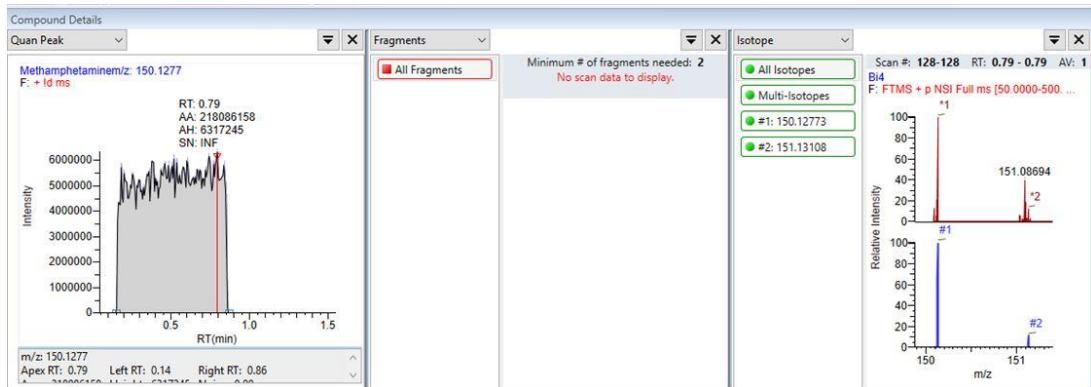 Compound Details
Quan Peak
Methamphetaminem/z: 150.1277
F: + !d ms
RT: 0.79
AA: 218086158
AH: 6317245
SN: INF
6000000
5000000
4000000
3000000
2000000
1000000
0
Intensity
0.5 1.0 1.5
RT(min)
m/z: 150.1277
Apex RT: 0.79 Left RT: 0.14 Right RT: 0.86
Fragments
All Fragments
Minimum # of fragments needed: 2
No scan data to display.
Isotope
All Isotopes
Multi-Isotopes
#1: 150.12773
#2: 151.13108
Scan #: 128-128 RT: 0.79 - 0.79 AV: 1
Bi4
F: FTMS + p NSI Full ms [50.0000-500. ...
*1
100
80
60
40
20
0
151.08694
*2
#1
100
80
60
40
20
0
#2
Relative Intensity
150 151
m/z